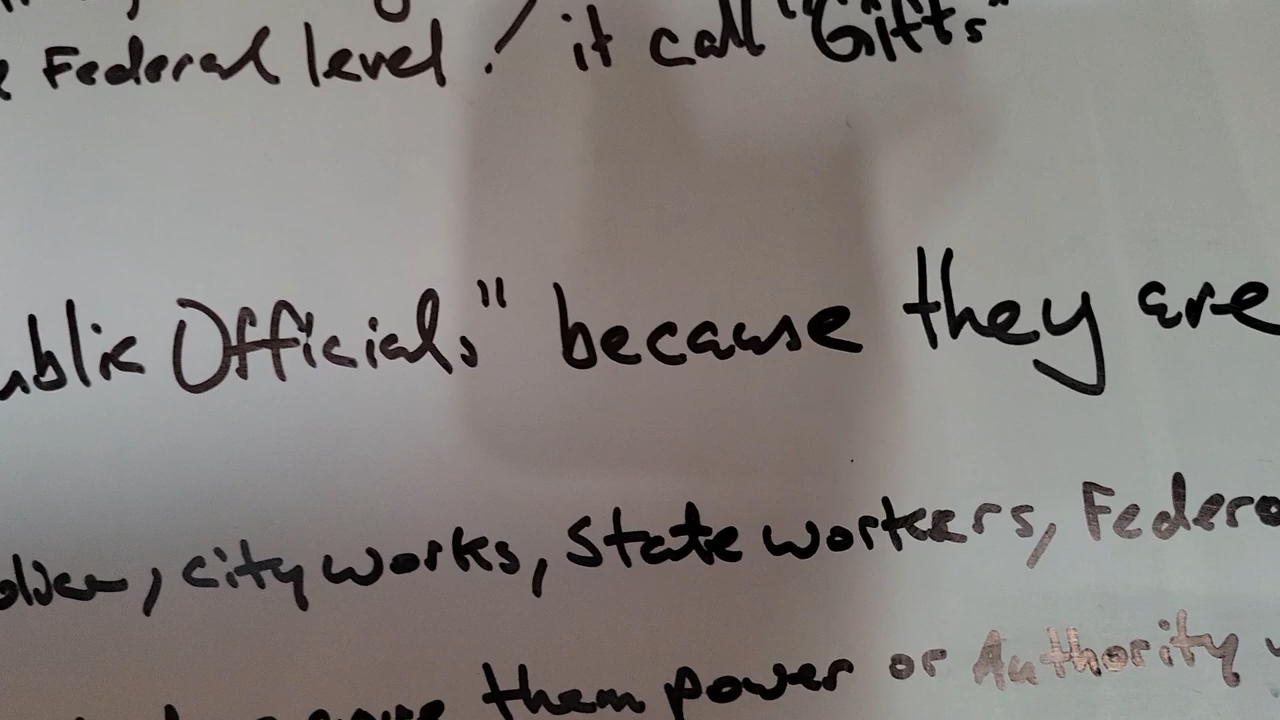 Federal level! it call "Gifts"
ublic Officials" because they are
olice, city works, State workers, Federa
gave them power or Authority